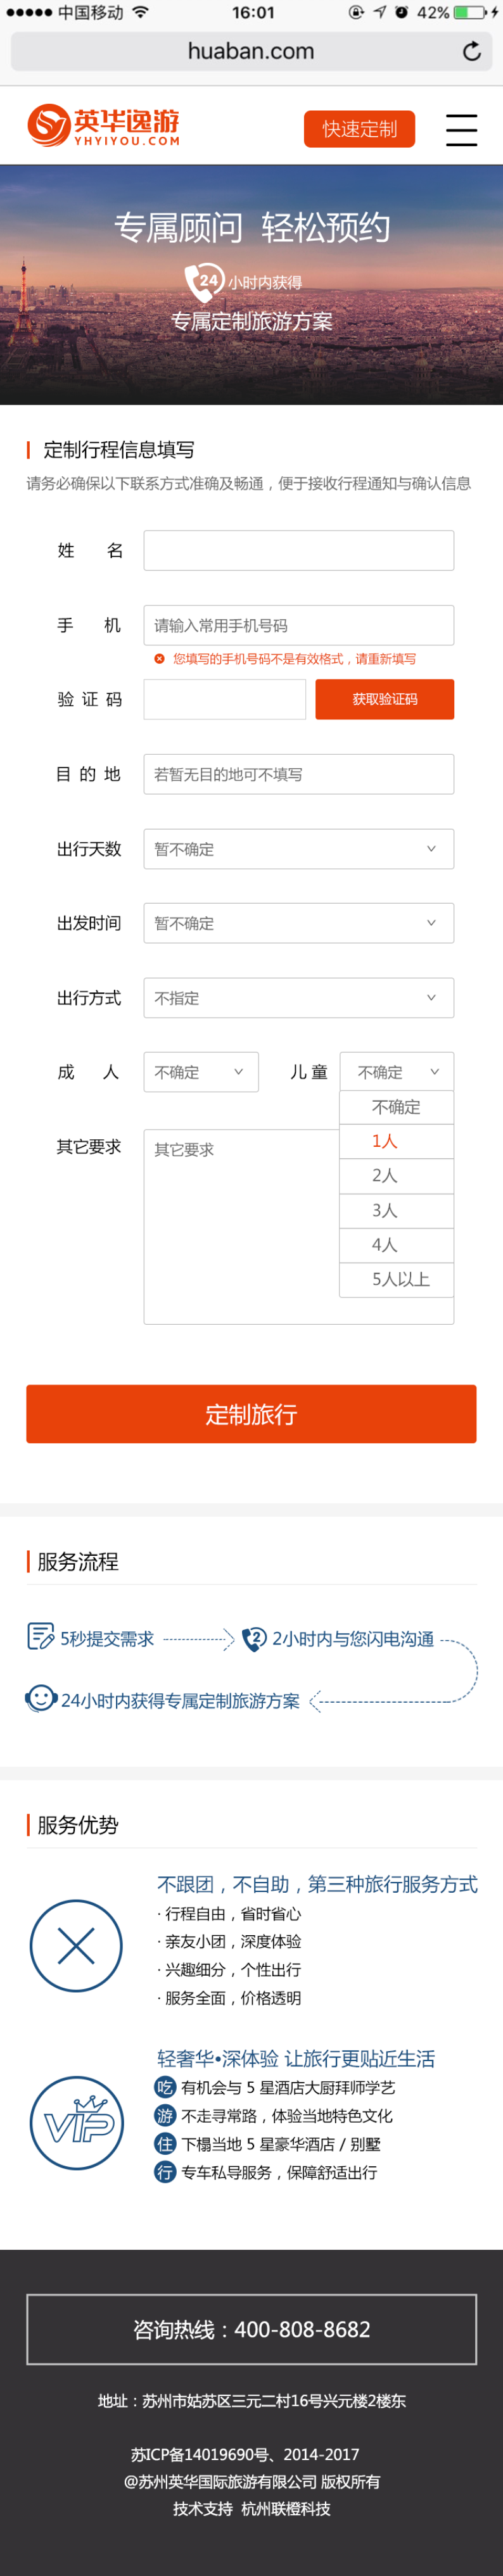 中国移动 16:01 42%
huaban.com
英华逸游 快速定制
YHYIYOU.COM
专属顾问 轻松预约
24 小时内获得
专属定制旅游方案
定制行程信息填写
请务必确保以下联系方式准确及畅通，便于接收行程通知与确认信息
姓 名
手 机 请输入常用手机号码
您填写的手机号码不是有效格式，请重新填写
验 证 码 获取验证码
目 的 地 若暂无目的地可不填写
出行天数 暂不确定
出发时间 暂不确定
出行方式 不指定
成 人 不确定 儿 童 不确定
不确定
1人
2人
3人
4人
5人以上
其它要求 其它要求
定制旅行
服务流程
5秒提交需求 2 2小时内与您闪电沟通
24小时内获得专属定制旅游方案
服务优势
不跟团，不自助，第三种旅行服务方式
· 行程自由，省时省心
· 亲友小团，深度体验
· 兴趣细分，个性出行
· 服务全面，价格透明
VIP
轻奢华•深体验 让旅行更贴近生活
吃 有机会与 5 星酒店大厨拜师学艺
游 不走寻常路，体验当地特色文化
住 下榻当地 5 星豪华酒店 / 别墅
行 专车私导服务，保障舒适出行
咨询热线：400-808-8682
地址：苏州市姑苏区三元二村16号兴元楼2楼东
苏ICP备14019690号、2014-2017
@苏州英华国际旅游有限公司 版权所有
技术支持 杭州联橙科技